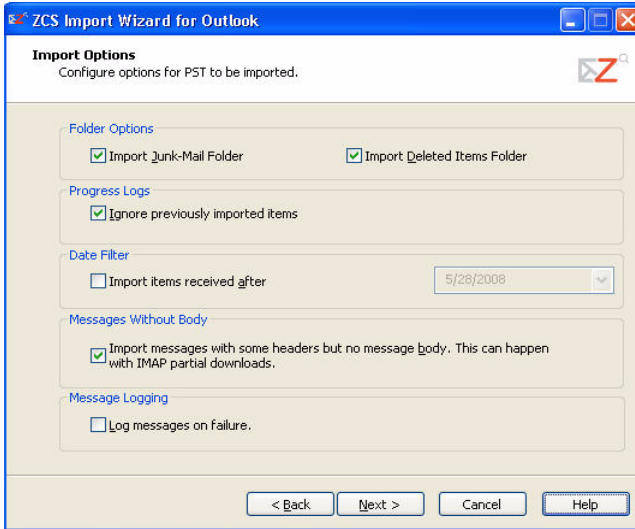 ZCS Import Wizard for Outlook
Import Options
Configure options for PST to be imported.
Z
Folder Options
Import Junk-Mail Folder
Import Deleted Items Folder
Progress Logs
Ignore previously imported items
Date Filter
Import items received after
5/28/2008
Messages Without Body
Import messages with some headers but no message body. This can happen
with IMAP partial downloads.
Message Logging
Log messages on failure.
< Back
Next >
Cancel
Help